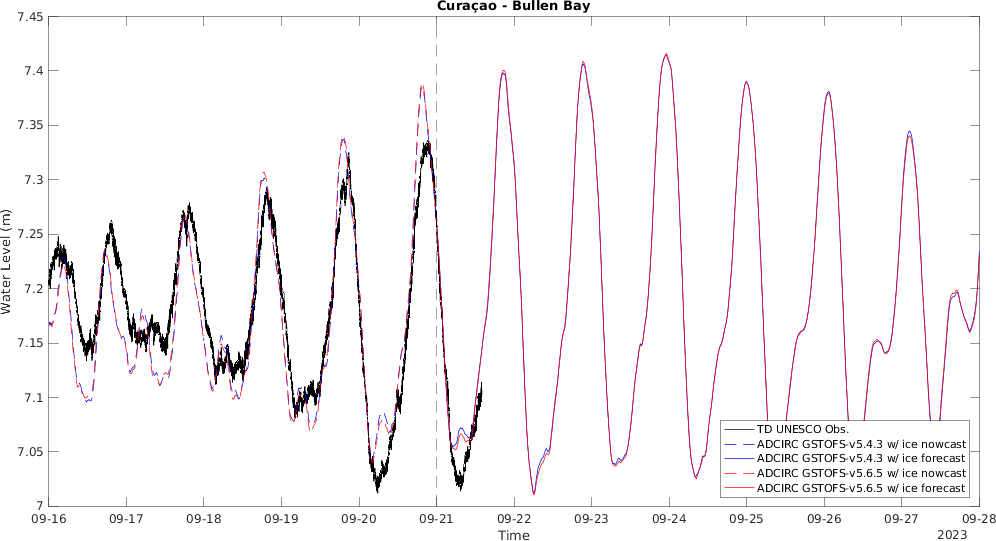 Curaçao - Bullen Bay
7.45
7.4
7.35
7.3
7.25
7.2
7.15
7.1
7.05
7
Water Level (m)
TD UNESCO Obs.
ADCIRC GSTOFS-v5.4.3 w/ ice nowcast
ADCIRC GSTOFS-v5.4.3 w/ ice forecast
ADCIRC GSTOFS-v5.6.5 w/ ice nowcast
ADCIRC GSTOFS-v5.6.5 w/ ice forecast
09-16 09-17 09-18 09-19 09-20 09-21 09-22 09-23 09-24 09-25 09-26 09-27 09-28
Time
2023